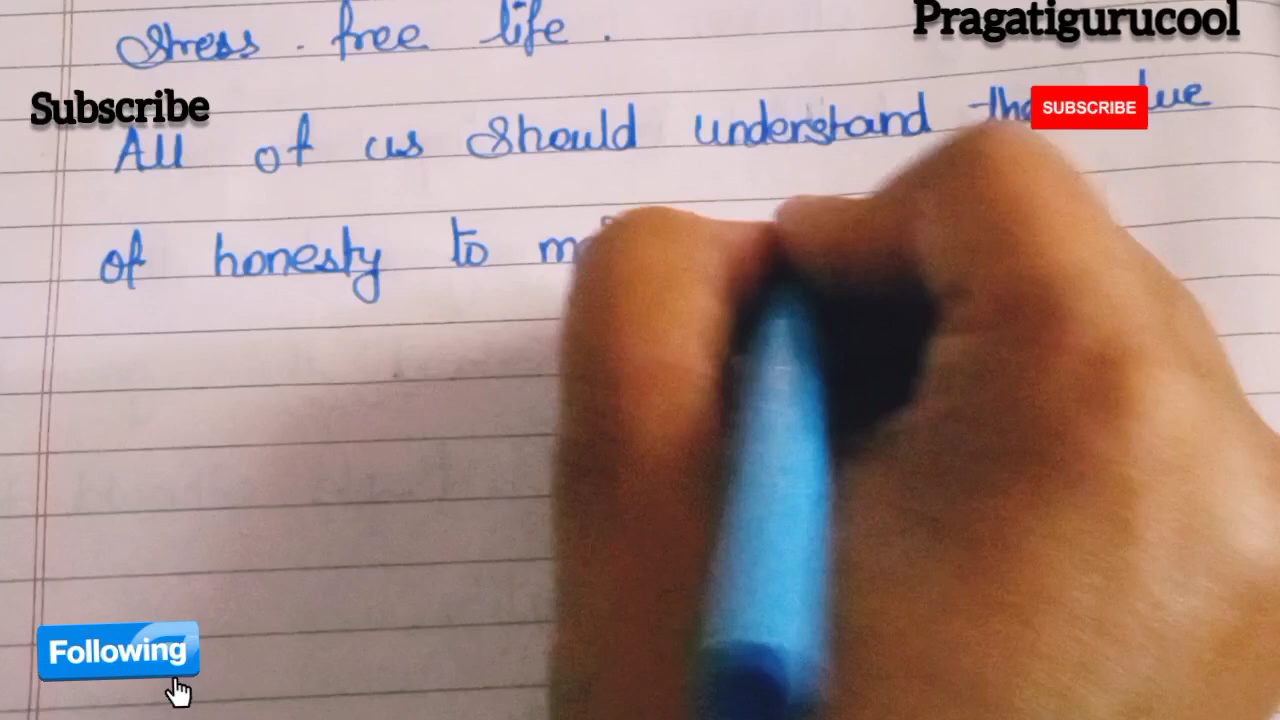 Pragatigurucool
Stress-free life.
Subscribe
SUBSCRIBE
All of us should understand the
of honesty to
Following